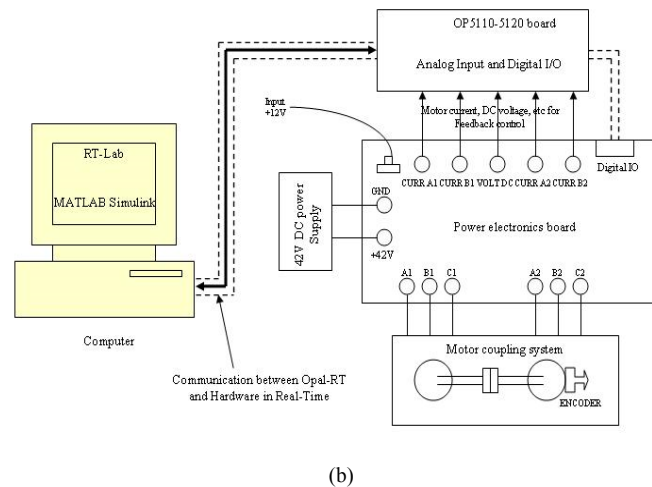 OP5110-5120 board
Analog Input and Digital I/O
Input
+12V
Motor current, DC voltage, etc for
Feedback control
RT-Lab
MATLAB Simulink
Digital IO
CURR A1 CURR B1 VOLT DC CURR A2 CURR B2
GND
42V DC power
Supply
Power electronics board
+42V
A1 B1 C1 A2 B2 C2
Computer
Motor coupling system
ENCODER
Communication between Opal-RT
and Hardware in Real-Time
(b)